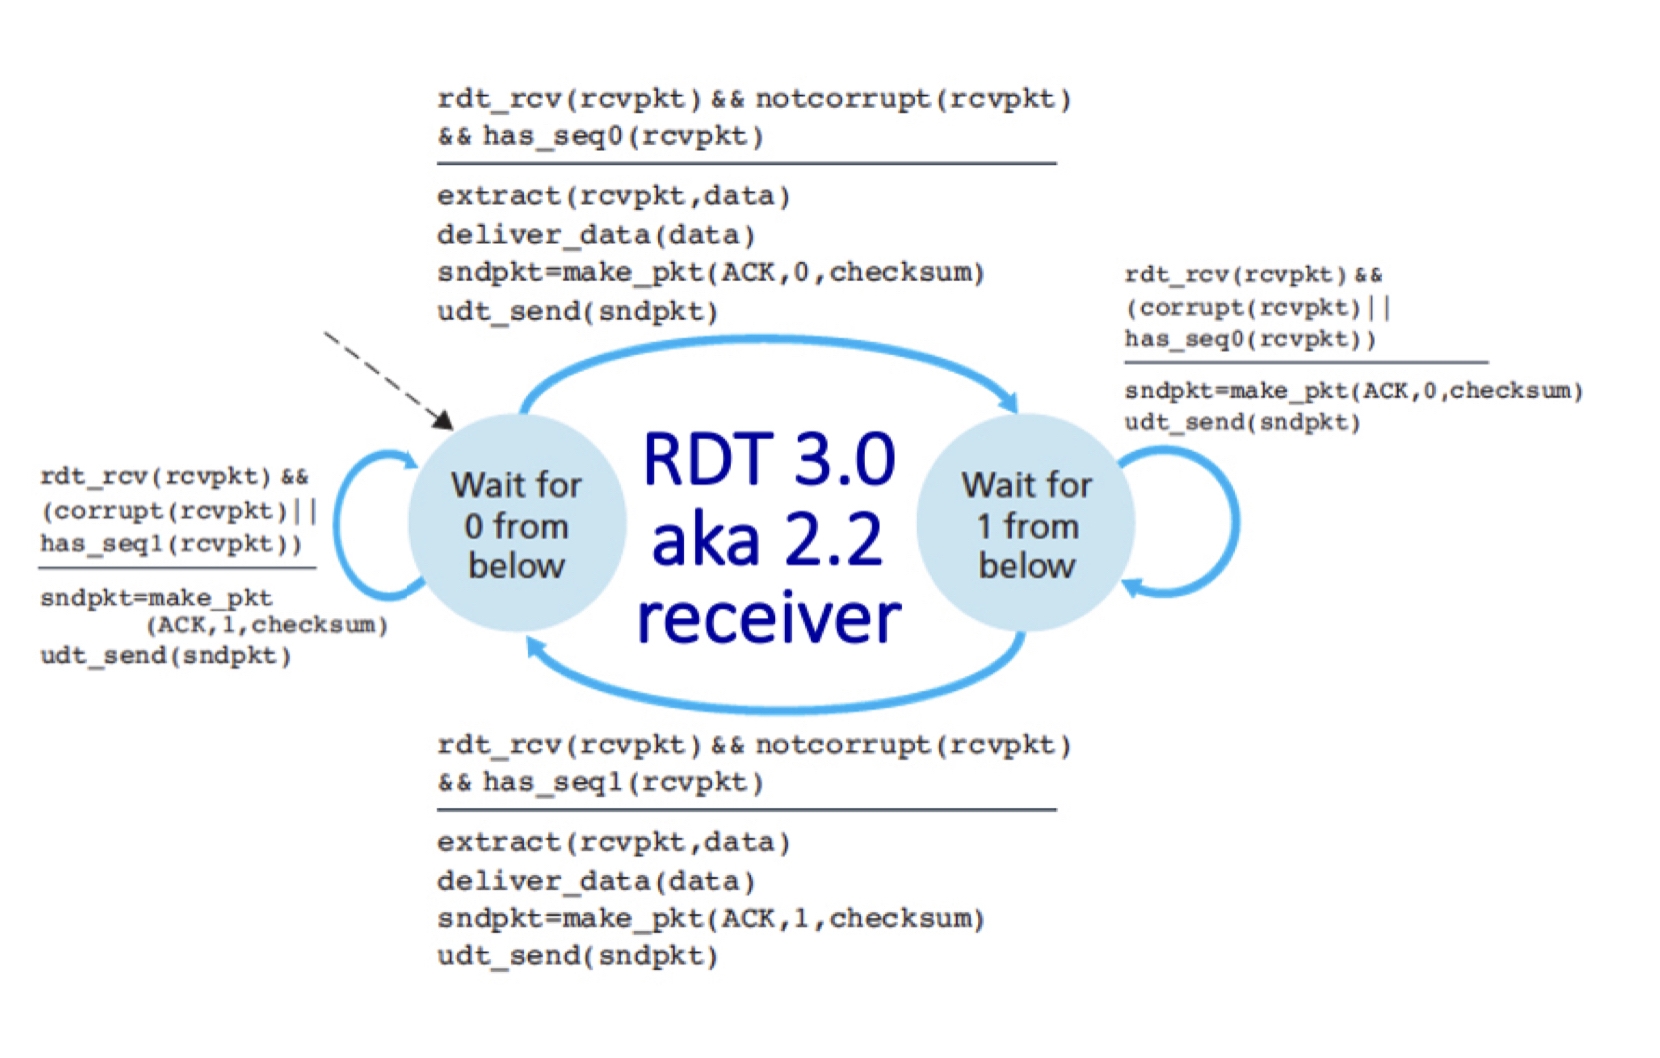 rdt_rcv(rcvpkt) && notcorrupt(rcvpkt)
&& has_seq0(rcvpkt)
extract(rcvpkt,data)
deliver_data(data)
sndpkt=make_pkt(ACK,0,checksum)
udt_send(sndpkt)
rdt_rcv(rcvpkt) &&
(corrupt(rcvpkt)||
has_seq0(rcvpkt))
sndpkt=make_pkt(ACK,0,checksum)
udt_send(sndpkt)
rdt_rcv(rcvpkt) &&
(corrupt(rcvpkt)||
has_seq1(rcvpkt))
sndpkt=make_pkt
(ACK,1,checksum)
udt_send(sndpkt)
Wait for
0 from
below
RDT 3.0
aka 2.2
receiver
Wait for
1 from
below
rdt_rcv(rcvpkt) && notcorrupt(rcvpkt)
&& has_seq1(rcvpkt)
extract(rcvpkt,data)
deliver_data(data)
sndpkt=make_pkt(ACK,1,checksum)
udt_send(sndpkt)